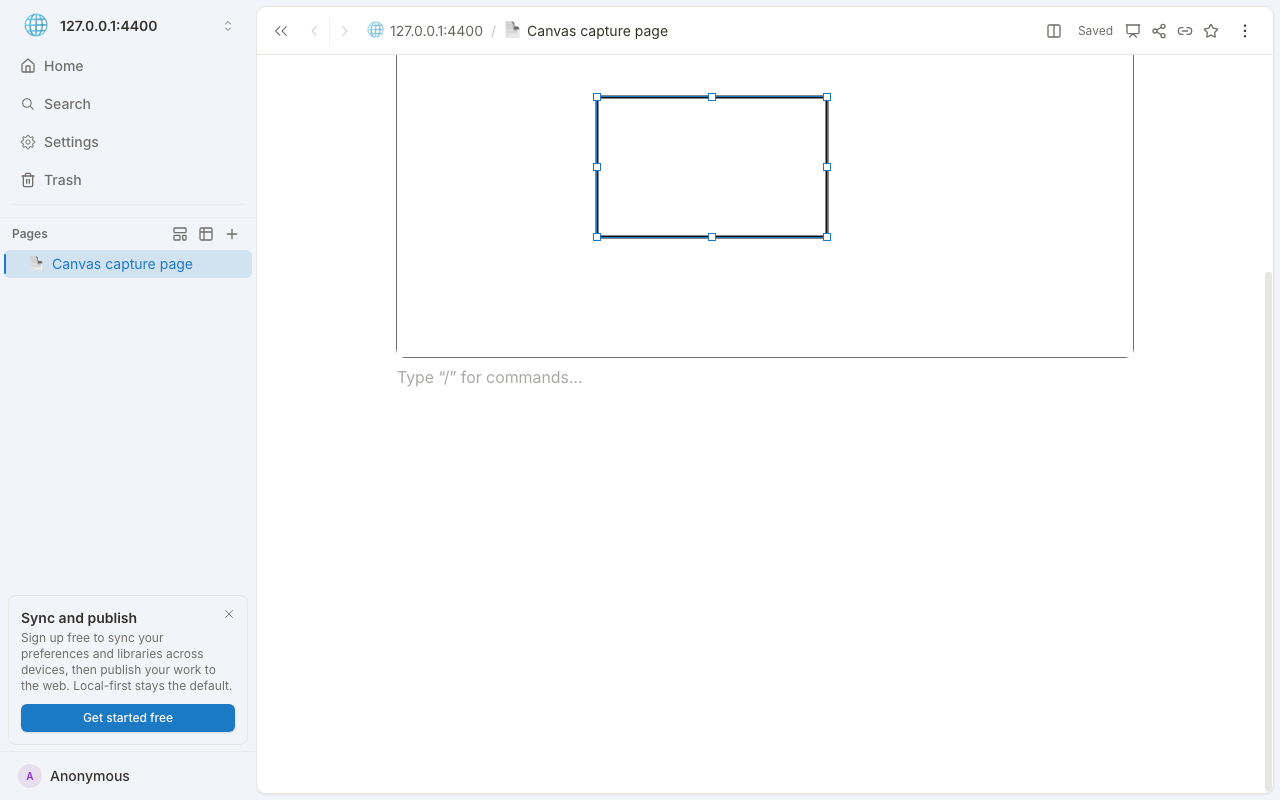 127.0.0.1:4400
Home
Search
Settings
Trash
Pages
Canvas capture page
Sync and publish
Sign up free to sync your
preferences and libraries across
devices, then publish your work to
the web. Local-first stays the default.
Get started free
A
Anonymous
127.0.0.1:4400 / Canvas capture page
Saved
Type “/” for commands...